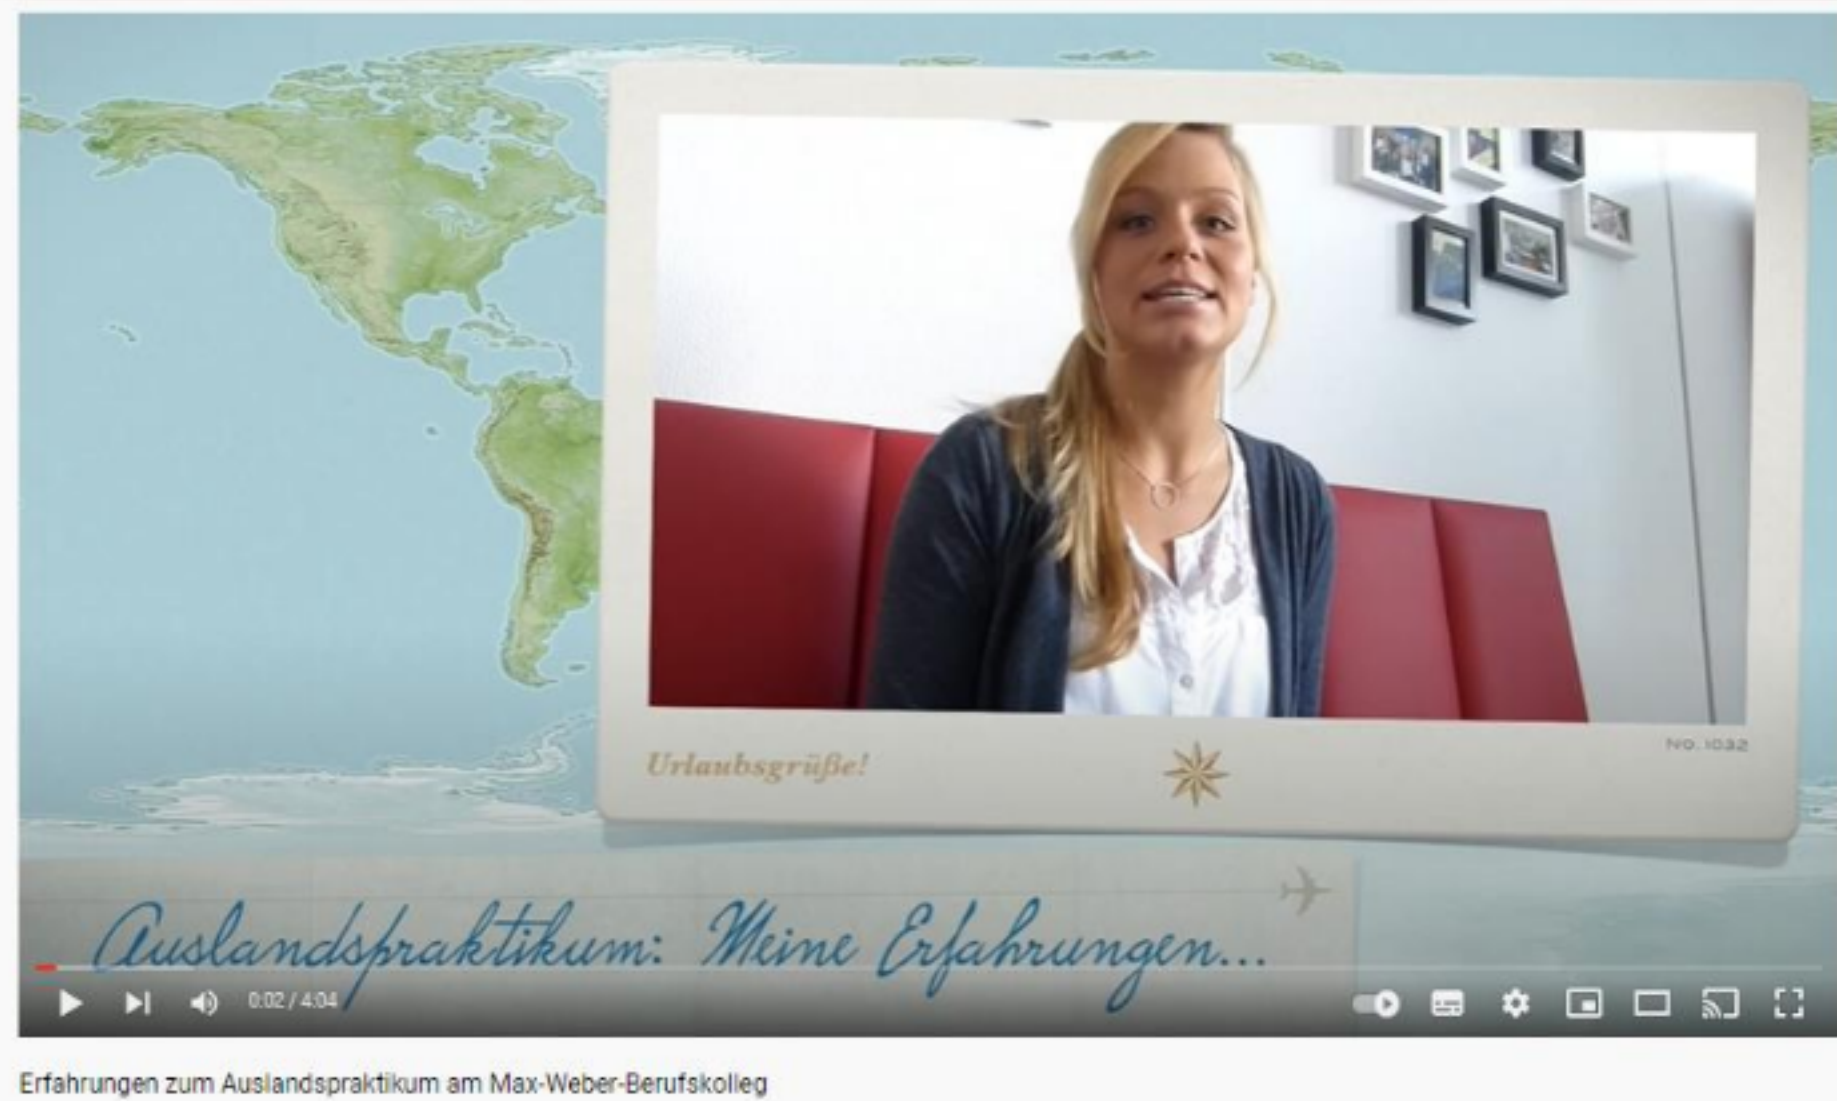 NO. 1032
Urlaubsgrüße!
Auslandspraktikum: Meine Erfahrungen...
0:02 / 4:04
Erfahrungen zum Auslandspraktikum am Max-Weber-Berufskolleg